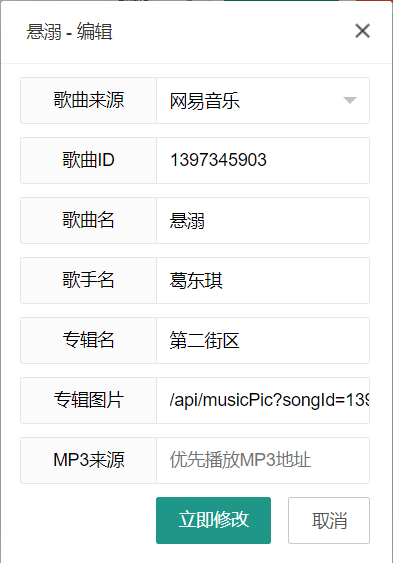 悬溺 - 编辑
歌曲来源 网易音乐
歌曲ID 1397345903
歌曲名 悬溺
歌手名 葛东琪
专辑名 第二街区
专辑图片 /api/musicPic?songId=139
MP3来源 优先播放MP3地址
立即修改 取消